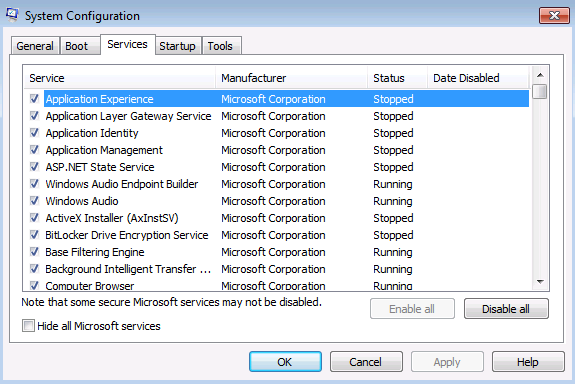 System Configuration
General Boot Services Startup Tools
Service Manufacturer Status Date Disabled
Application Experience Microsoft Corporation Stopped
Application Layer Gateway Service Microsoft Corporation Stopped
Application Identity Microsoft Corporation Stopped
Application Management Microsoft Corporation Stopped
ASP.NET State Service Microsoft Corporation Stopped
Windows Audio Endpoint Builder Microsoft Corporation Running
Windows Audio Microsoft Corporation Running
ActiveX Installer (AxInstSV) Microsoft Corporation Stopped
BitLocker Drive Encryption Service Microsoft Corporation Stopped
Base Filtering Engine Microsoft Corporation Running
Background Intelligent Transfer ... Microsoft Corporation Running
Computer Browser Microsoft Corporation Running
Note that some secure Microsoft services may not be disabled.
Enable all Disable all
Hide all Microsoft services
OK Cancel Apply Help